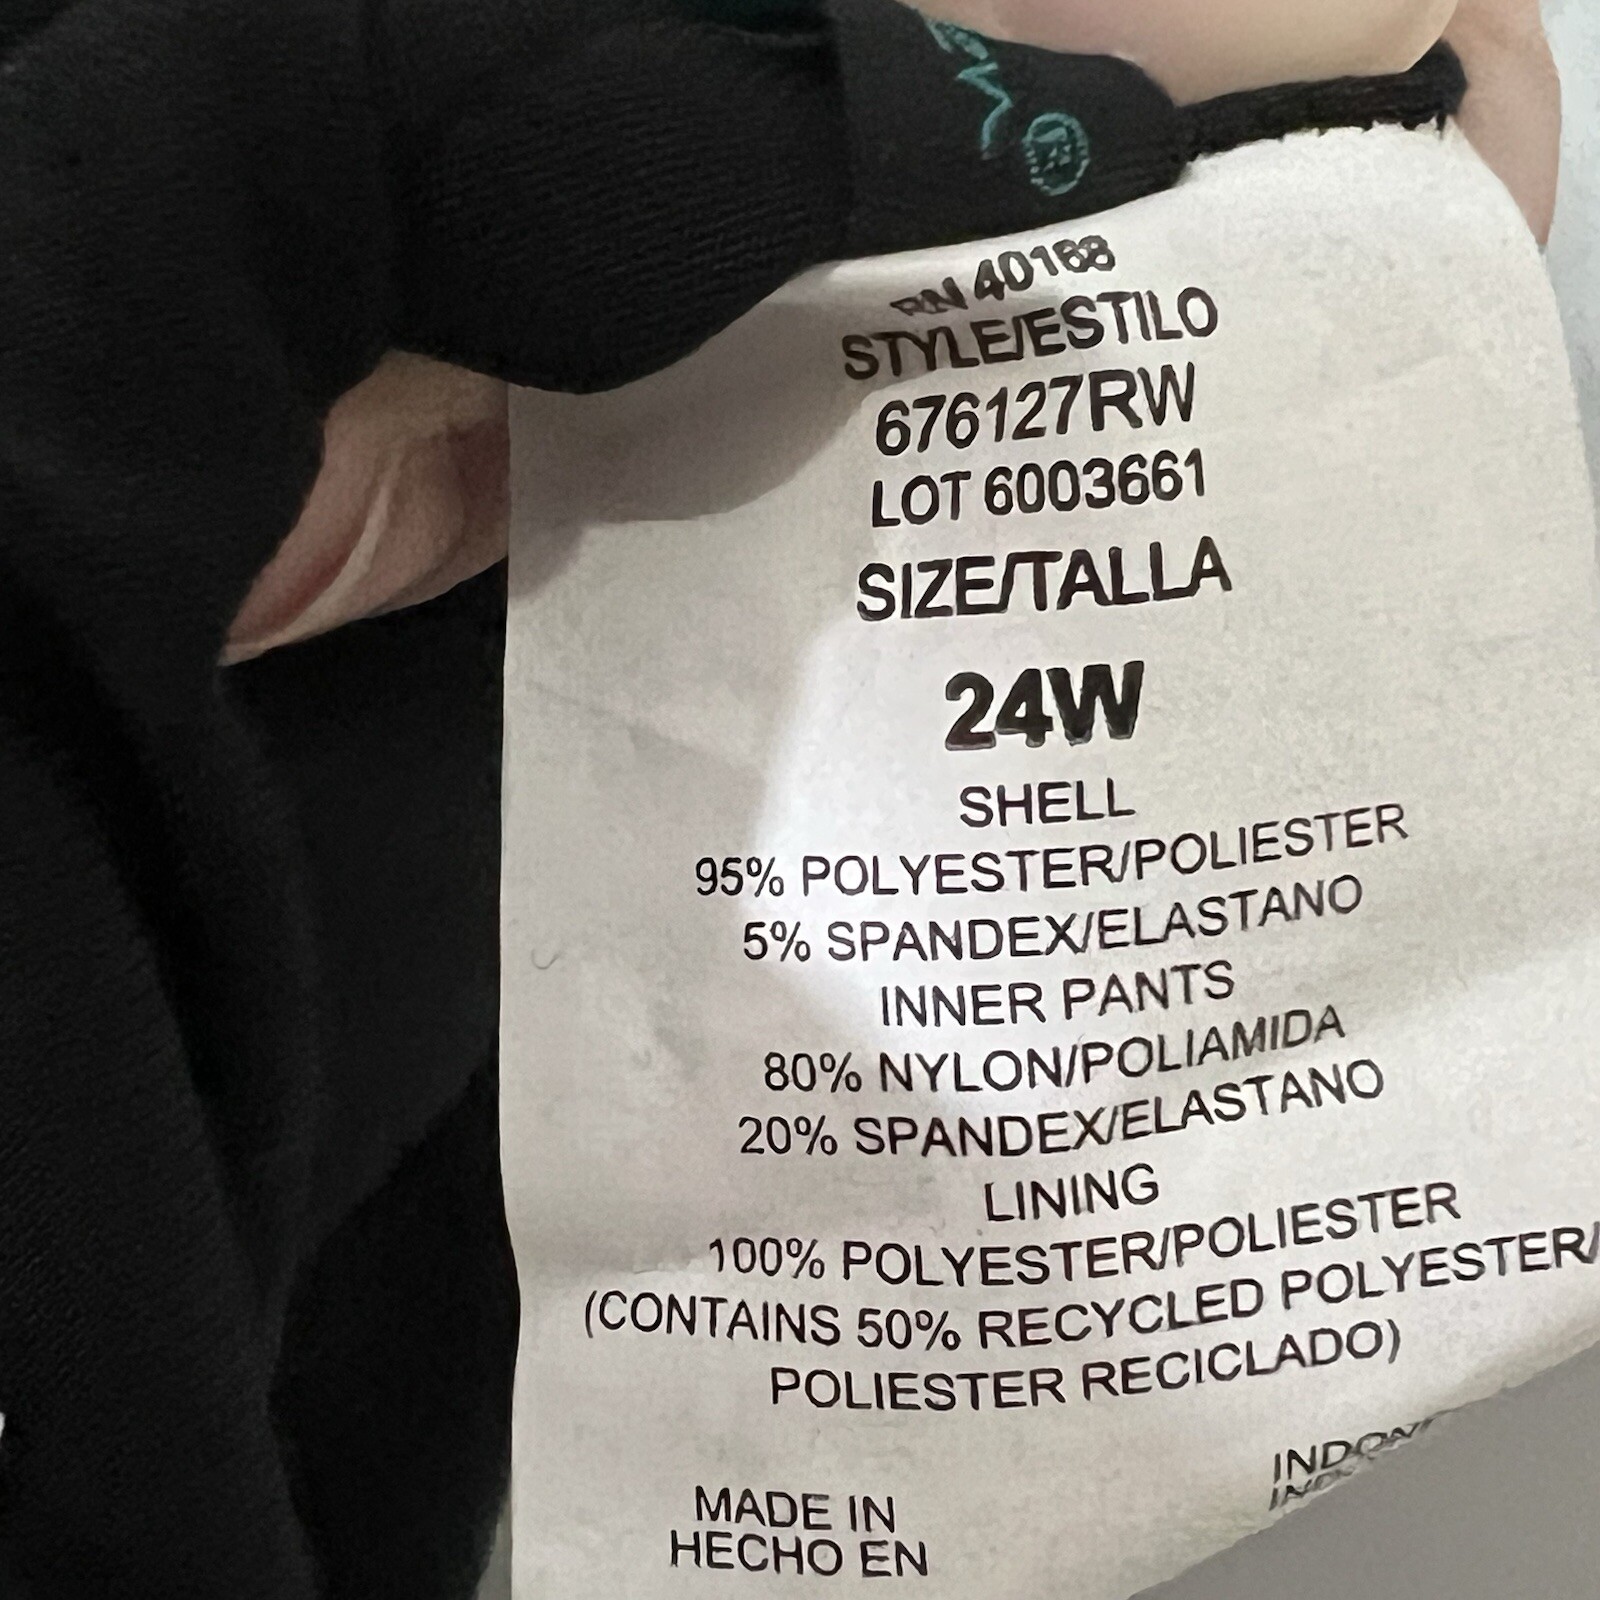 RN 40168
STYLE/ESTILO
676127RW
LOT 6003661
SIZE/TALLA
24W
SHELL
95% POLYESTER/POLIESTER
5% SPANDEX/ELASTANO
INNER PANTS
80% NYLON/POLIAMIDA
20% SPANDEX/ELASTANO
LINING
100% POLYESTER/POLIESTER
(CONTAINS 50% RECYCLED POLYESTER/
POLIESTER RECICLADO)
MADE IN
HECHO EN